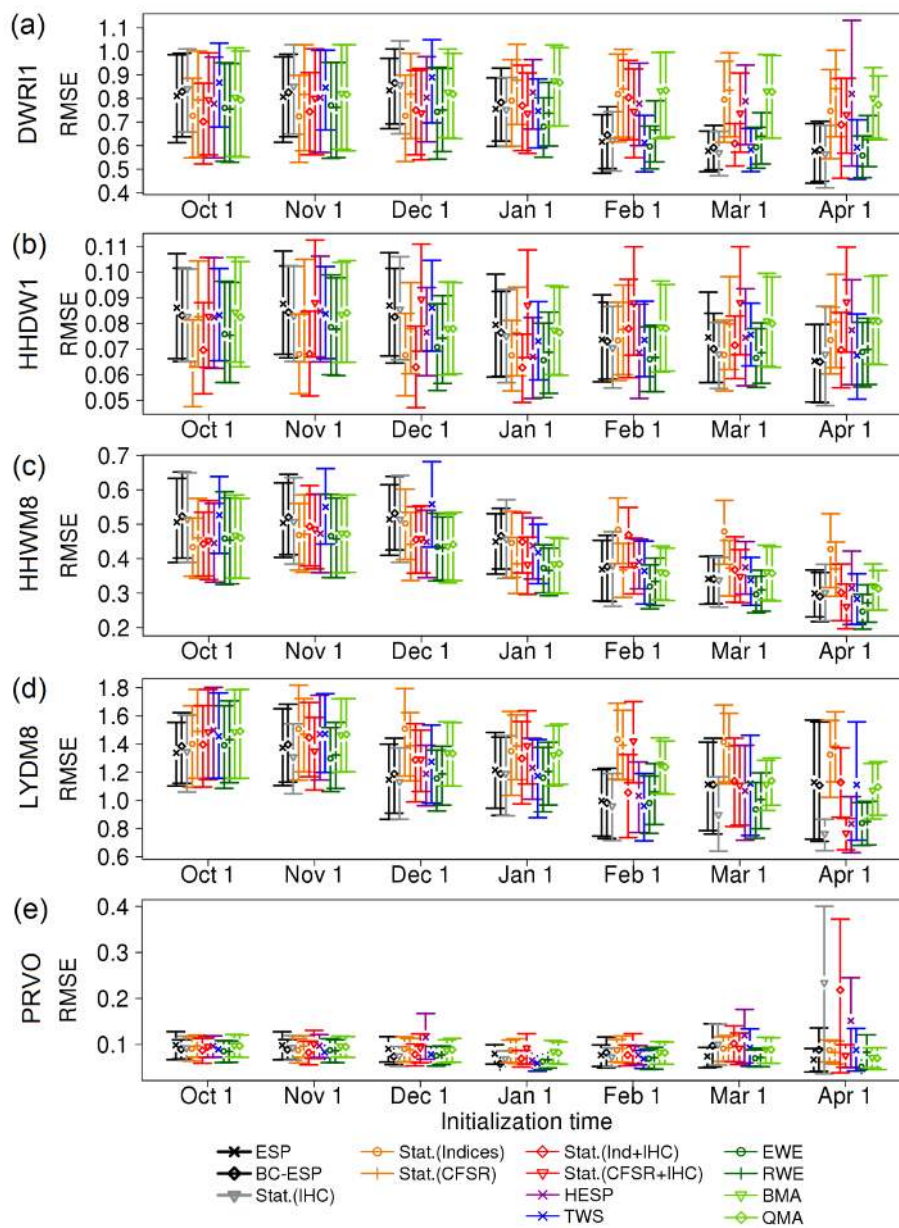 (a)
DWRI1
RMSE
1.1
1.0
0.9
0.8
0.7
0.6
0.5
0.4
Oct 1 Nov 1 Dec 1 Jan 1 Feb 1 Mar 1 Apr 1
(b)
HHDW1
RMSE
0.11
0.10
0.09
0.08
0.07
0.06
0.05
Oct 1 Nov 1 Dec 1 Jan 1 Feb 1 Mar 1 Apr 1
(c)
HHWM8
RMSE
0.7
0.6
0.5
0.4
0.3
0.2
Oct 1 Nov 1 Dec 1 Jan 1 Feb 1 Mar 1 Apr 1
(d)
LYDM8
RMSE
1.8
1.6
1.4
1.2
1.0
0.8
0.6
Oct 1 Nov 1 Dec 1 Jan 1 Feb 1 Mar 1 Apr 1
(e)
PRVO
RMSE
0.4
0.3
0.2
0.1
Oct 1 Nov 1 Dec 1 Jan 1 Feb 1 Mar 1 Apr 1
Initialization time
ESP Stat.(Indices) Stat.(Ind+IHC) EWE
BC-ESP Stat.(CFSR) Stat.(CFSR+IHC) RWE
Stat.(IHC) HESP BMA
TWS QMA